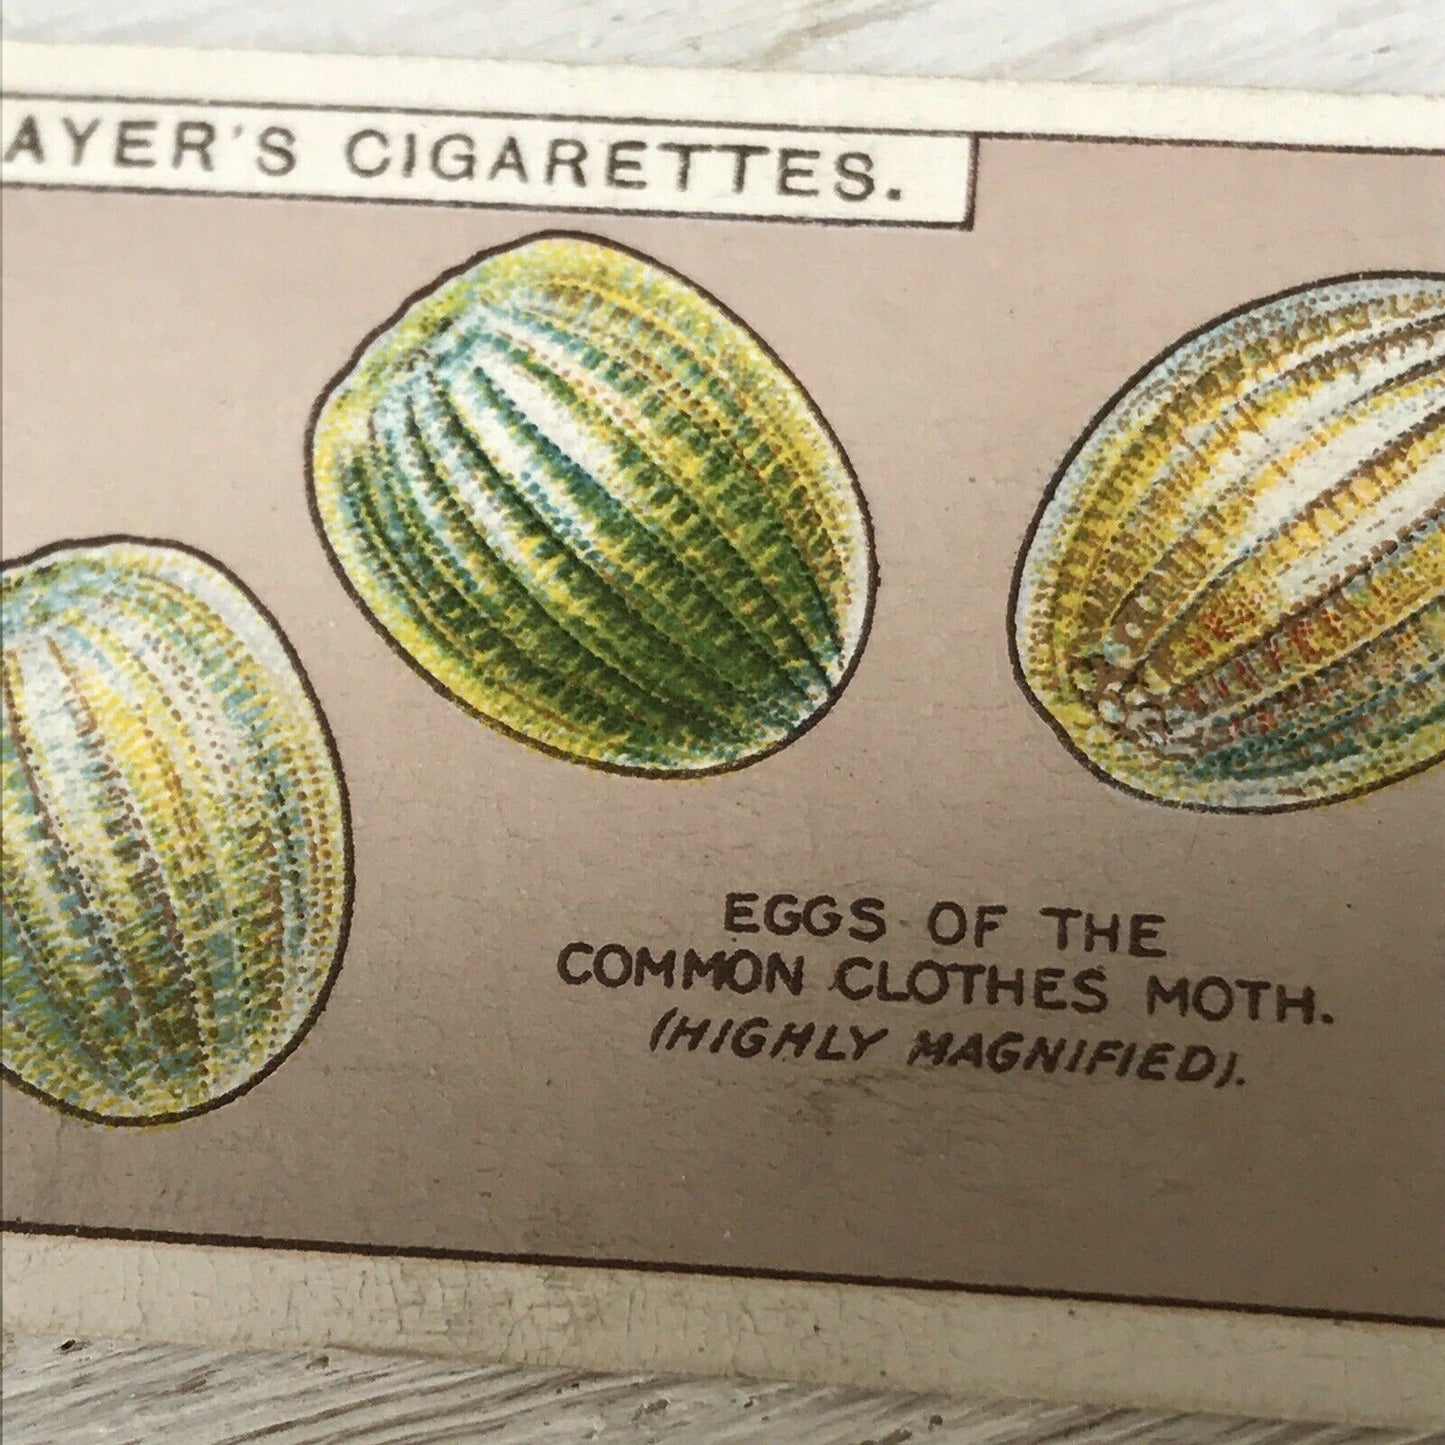 AYER'S CIGARETTES.
EGGS OF THE
COMMON CLOTHES MOTH.
(HIGHLY MAGNIFIED).